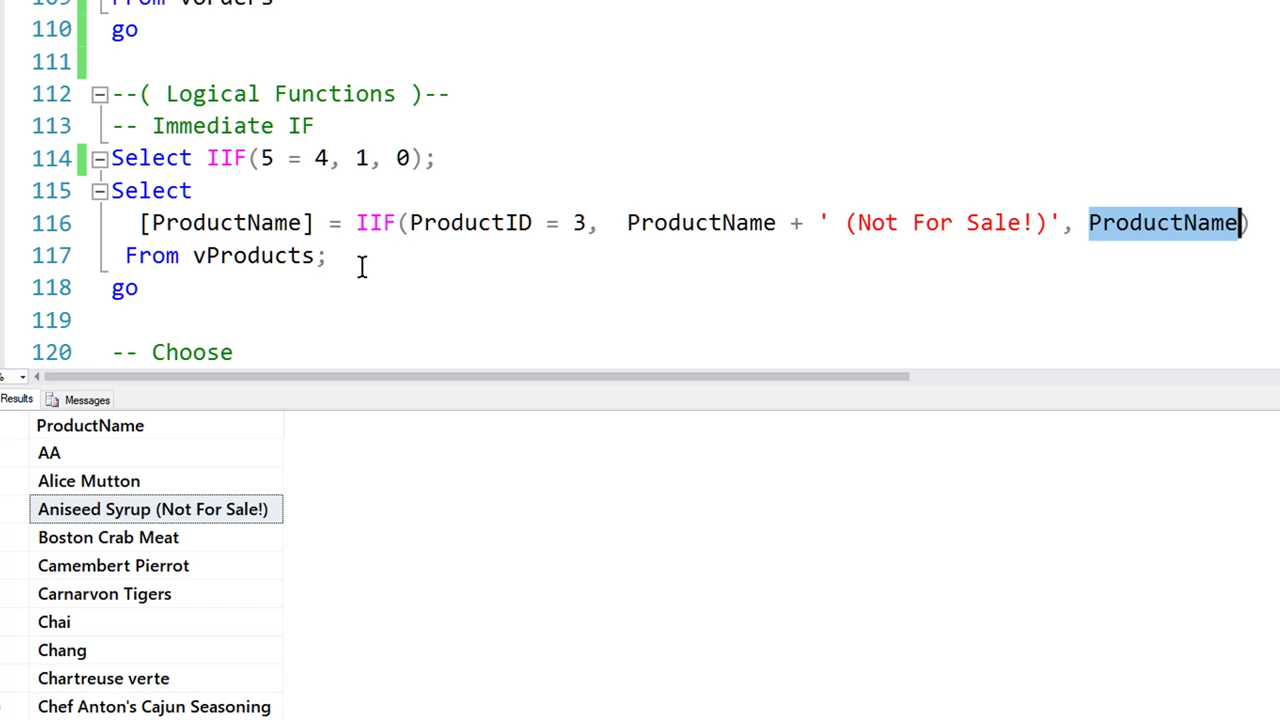 110 go
111
112 --( Logical Functions )--
113 -- Immediate IF
114 Select IIF(5 = 4, 1, 0);
115 Select
116 [ProductName] = IIF(ProductID = 3, ProductName + ' (Not For Sale!)', ProductName)
117 From vProducts;
118 go
119
120 -- Choose
Results Messages
ProductName
AA
Alice Mutton
Aniseed Syrup (Not For Sale!)
Boston Crab Meat
Camembert Pierrot
Carnarvon Tigers
Chai
Chang
Chartreuse verte
Chef Anton's Cajun Seasoning